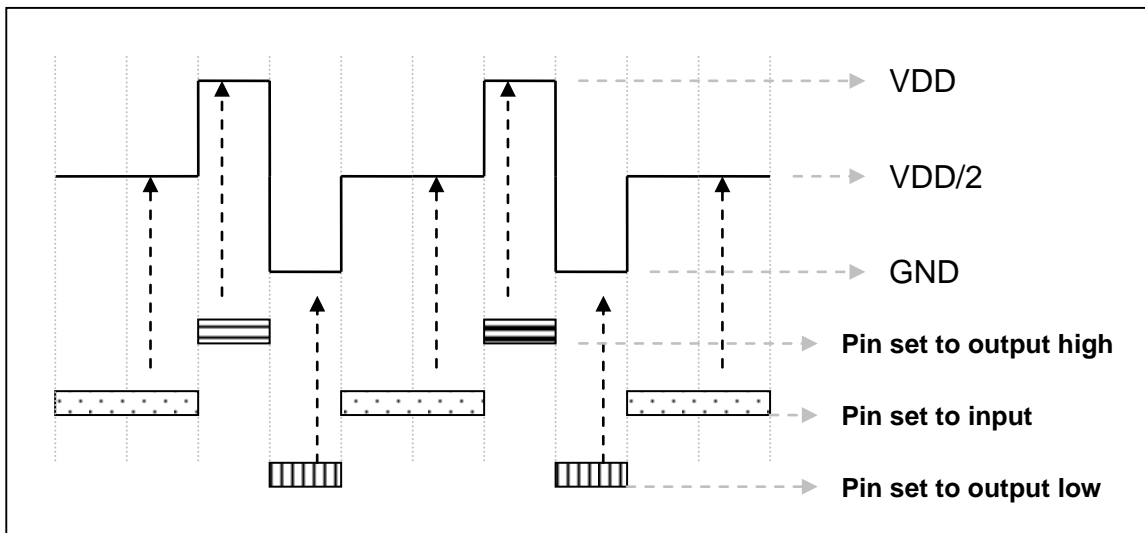 VDD
VDD/2
GND
Pin set to output high
Pin set to input
Pin set to output low